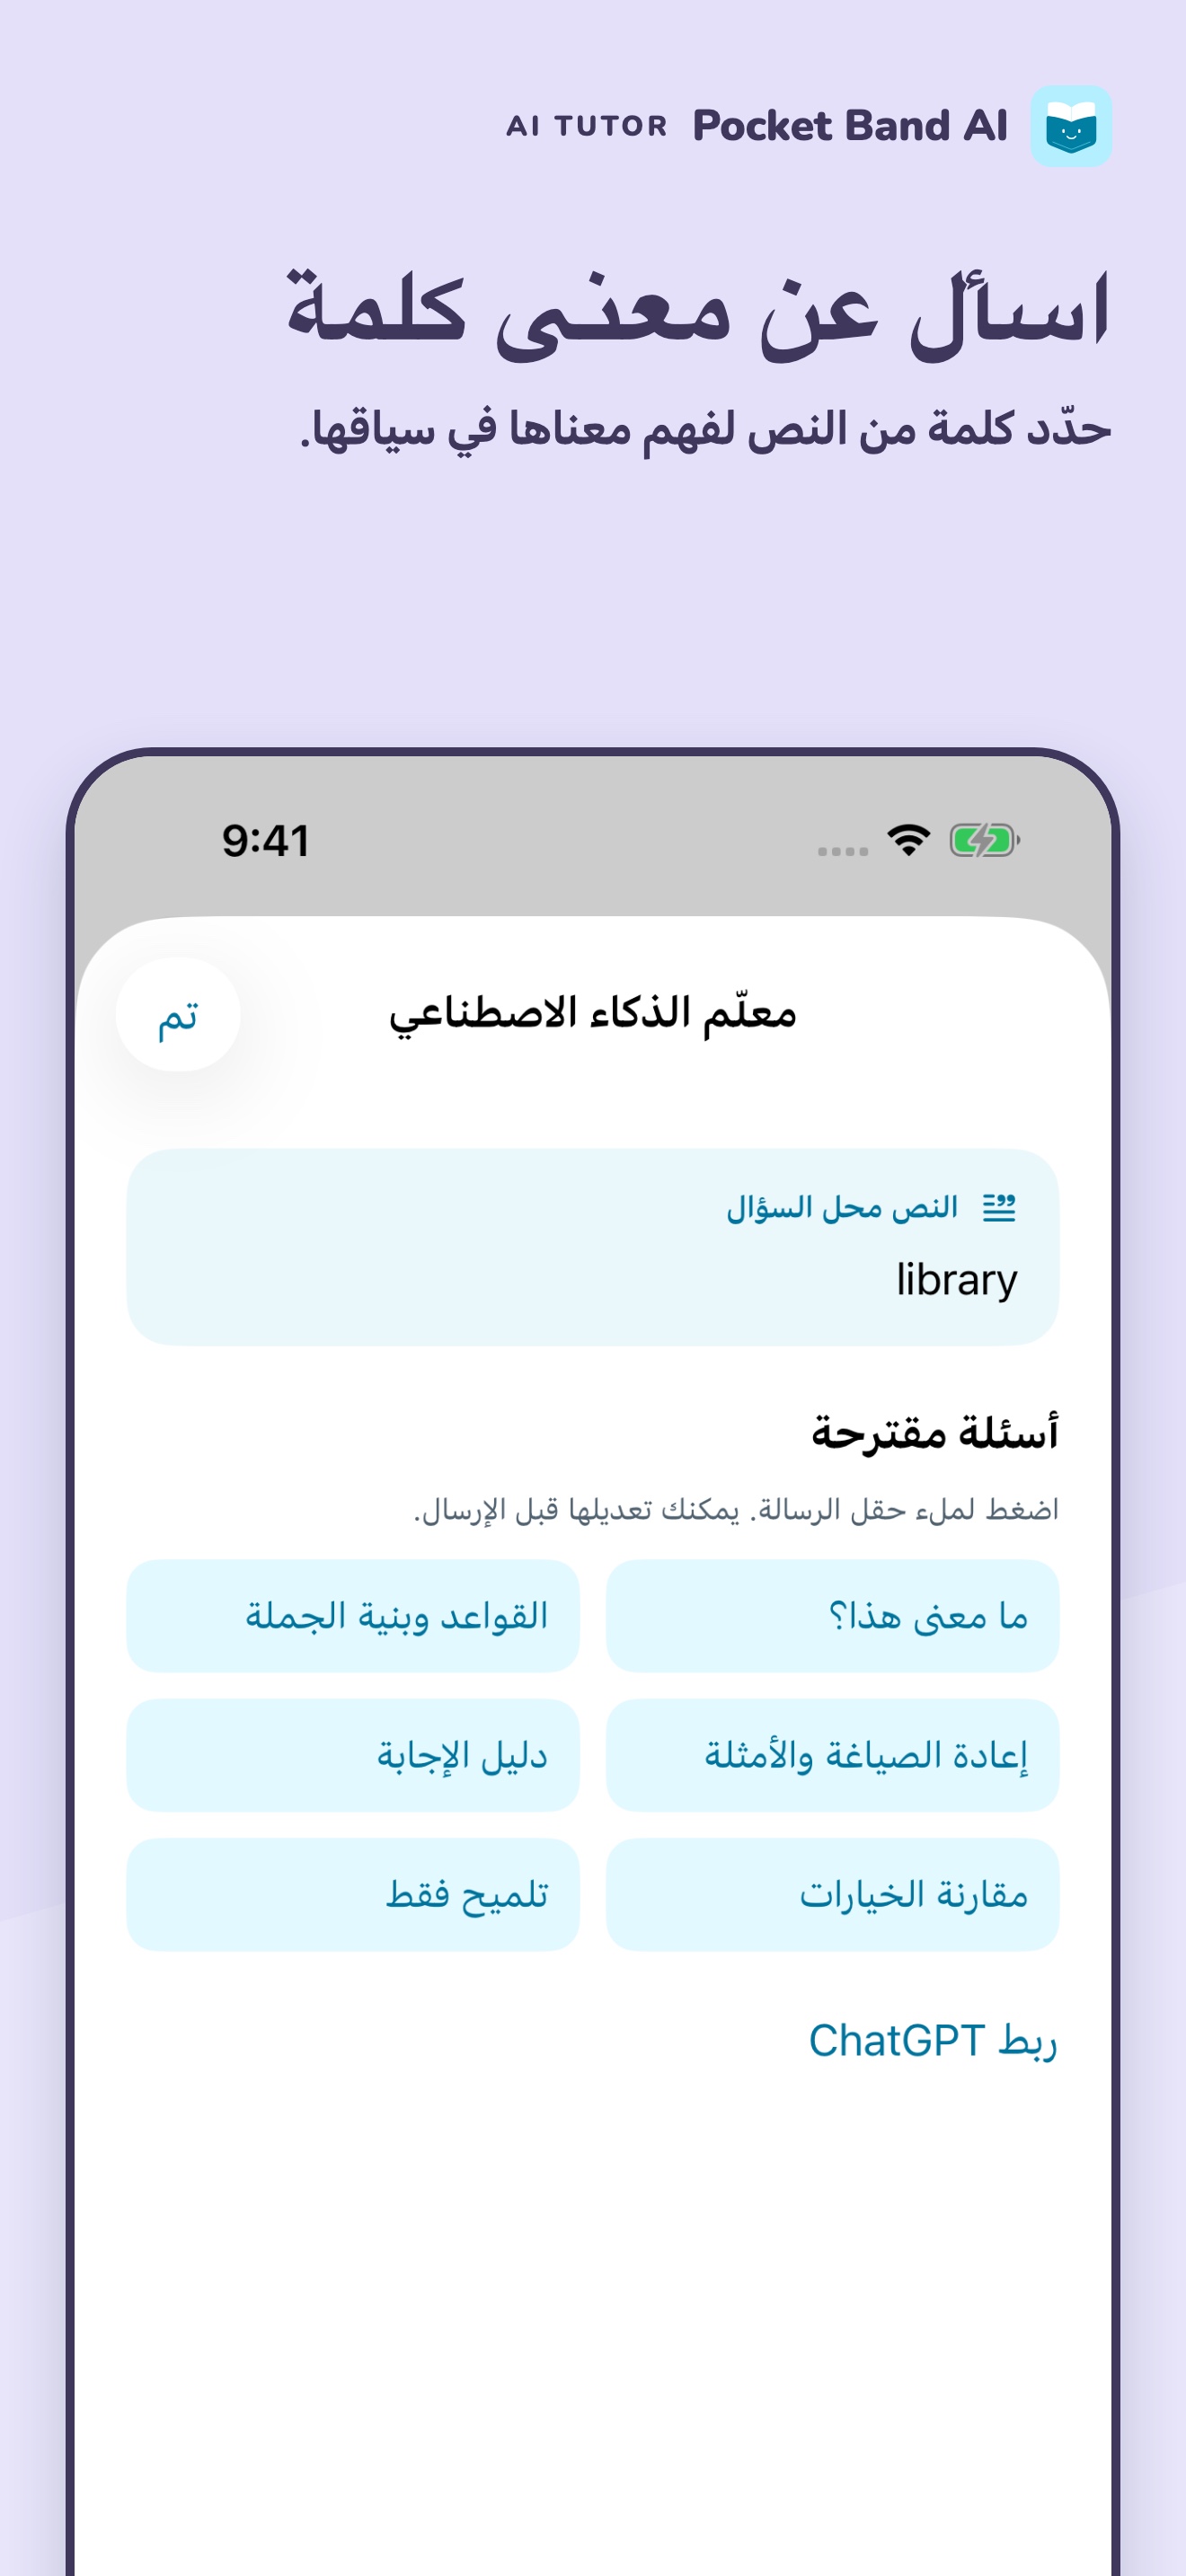 Pocket Band AI AI TUTOR
اسأل عن معنى كلمة
حدّد كلمة من النص لفهم معناها في سياقها.
9:41
معلّم الذكاء الاصطناعي
تم
النص محل السؤال
library
أسئلة مقترحة
اضغط لملء حقل الرسالة. يمكنك تعديلها قبل الإرسال.
ما معنى هذا؟
القواعد وبنية الجملة
إعادة الصياغة والأمثلة
دليل الإجابة
مقارنة الخيارات
تلميح فقط
ربط ChatGPT